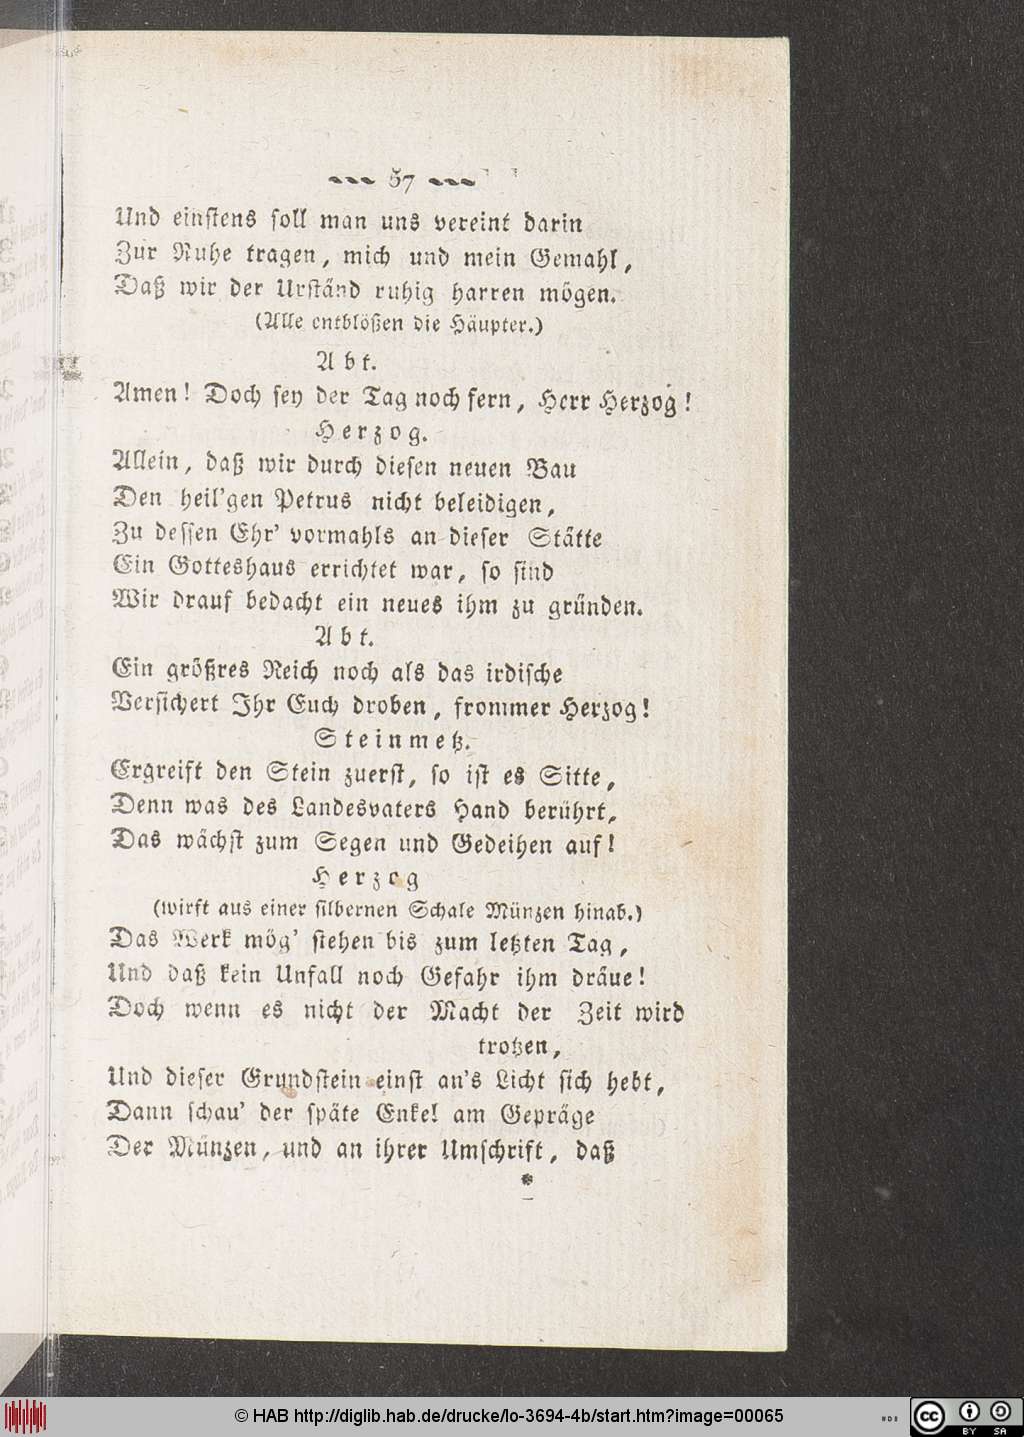 57
Und einstens soll man uns vereint darin
Zur Ruhe tragen, mich und mein Gemahl,
Daß wir der Urständ ruhig harren mögen.
(Alle entblößen die Häupter.)
Abt.
Amen! Doch sey der Tag noch fern, Herr Herzog!
Herzog.
Allein, daß wir durch diesen neuen Bau
Den heil'gen Petrus nicht beleidigen,
Zu dessen Ehr' vormahls an dieser Stätte
Ein Gotteshaus errichtet war, so sind
Wir drauf bedacht ein neues ihm zu gründen.
Abt.
Ein größres Reich noch als das irdische
Versichert Ihr Euch droben, frommer Herzog!
Steinmetz.
Ergreift den Stein zuerst, so ist es Sitte,
Denn was des Landesvaters Hand berührt,
Das wächst zum Segen und Gedeihen auf!
Herzog
(wirft aus einer silbernen Schale Münzen hinab.)
Das Werk mög' stehen bis zum letzten Tag,
Und daß kein Unfall noch Gefahr ihm dräue!
Doch wenn es nicht der Macht der Zeit wird
trotzen,
Und dieser Grundstein einst an's Licht sich hebt,
Dann schau' der späte Enkel am Gepräge
Der Münzen, und an ihrer Umschrift, daß
*
© HAB http://diglib.hab.de/drucke/lo-3694-4b/start.htm?image=00065
cc BY SA